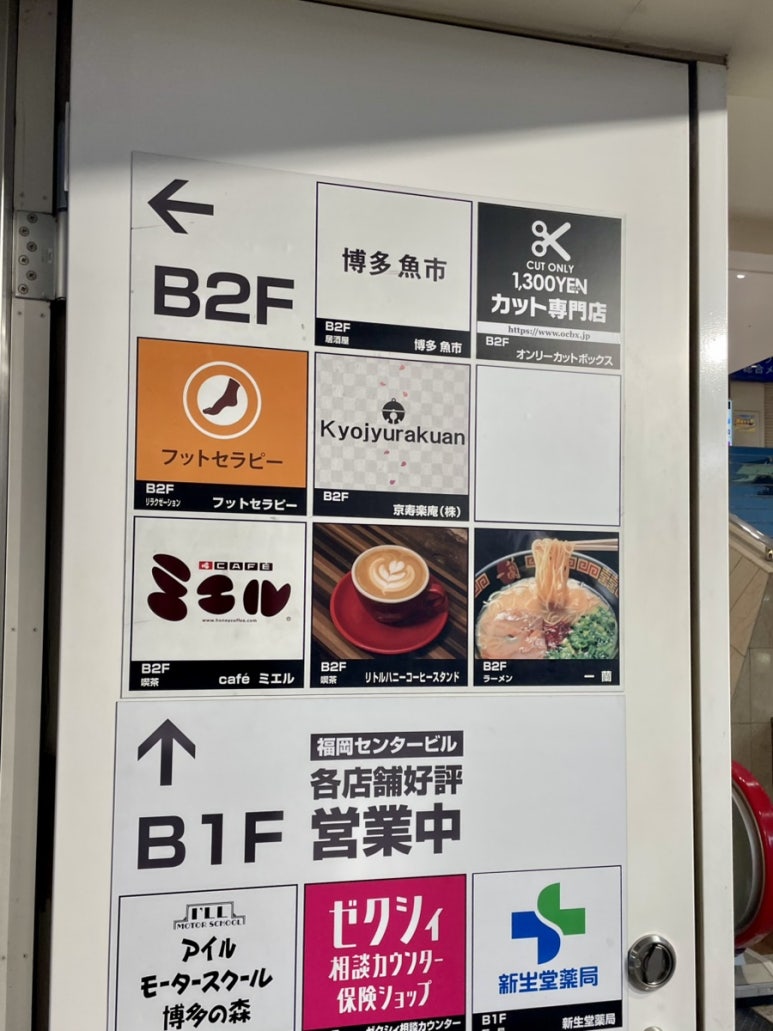 B2F
博多 魚市
B2F
居酒屋
博多 魚市
CUT ONLY
1,300YEN
カット専門店
https://www.ocbx.jp
B2F
オンリーカットボックス
フットセラピー
B2F
リラクゼーション
フットセラピー
Kyojyurakuan
B2F
京寿楽庵(株)
CAFÉ
ミエル
www.honeycoffee.com
B2F
喫茶
café ミエル
B2F
喫茶
リトルハニーコーヒースタンド
B2F
ラーメン
一蘭
B1F
福岡センタービル
各店舗好評
営業中
I'LL
MOTOR SCHOOL
アイル
モータースクール
博多の森
ゼクシィ
相談カウンター
保険ショップ
ゼクシィ相談カウンター
新生堂薬局
B1F
新生堂薬局